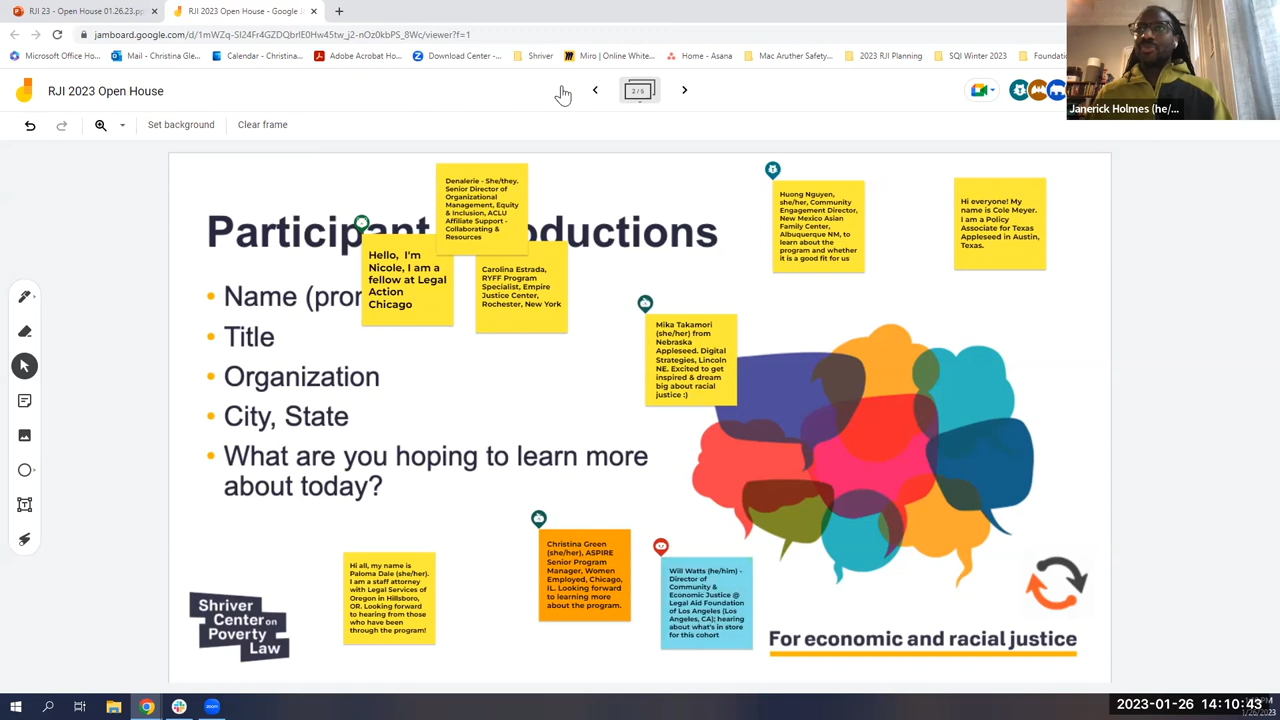 RJI 23 - Open House 01.26.23.pp
RJI 2023 Open House - Google J
jamboard.google.com/d/1mWZq-SI24Fr4GZDQbrIE0Hw45tw_j2-nOz0kbPS_8Wc/viewer?f=1
Microsoft Office Ho...
Mail - Christina Gle...
Calendar - Christina...
Adobe Acrobat Ho...
Download Center -...
Shriver
Miro | Online White...
Home - Asana
Mac Aruther Safety...
2023 RJI Planning
SQI Winter 2023
Foundatio
RJI 2023 Open House
2 / 5
Janerick Holmes (he/...
Set background
Clear frame
Participant
oductions
Name (pron
Title
Organization
City, State
What are you hoping to learn more
about today?
Denalerie - She/they.
Senior Director of
Organizational
Management, Equity
& Inclusion, ACLU
Affiliate Support -
Collaborating &
Resources
Hello, I'm
Nicole, I am a
fellow at Legal
Action
Chicago
Carolina Estrada,
RYFF Program
Specialist, Empire
Justice Center,
Rochester, New York
Huong Nguyen,
she/her, Community
Engagement Director,
New Mexico Asian
Family Center,
Albuquerque NM, to
learn about the
program and whether
it is a good fit for us
Hi everyone! My
name is Cole Meyer.
I am a Policy
Associate for Texas
Appleseed in Austin,
Texas.
Mika Takamori
(she/her) from
Nebraska
Appleseed. Digital
Strategies, Lincoln
NE. Excited to get
inspired & dream
big about racial
justice :)
Hi all, my name is
Paloma Dale (she/her).
I am a staff attorney
with Legal Services of
Oregon in Hillsboro,
OR. Looking forward
to hearing from those
who have been
through the program!
Christina Green
(she/her), ASPIRE
Senior Program
Manager, Women
Employed, Chicago,
IL. Looking forward
to learning more
about the program.
Will Watts (he/him) -
Director of
Community &
Economic Justice @
Legal Aid Foundation
of Los Angeles (Los
Angeles, CA); hearing
about what's in store
for this cohort
Shriver
Center on
Poverty
Law
For economic and racial justice
zoom
2023-01-26 14:10:43